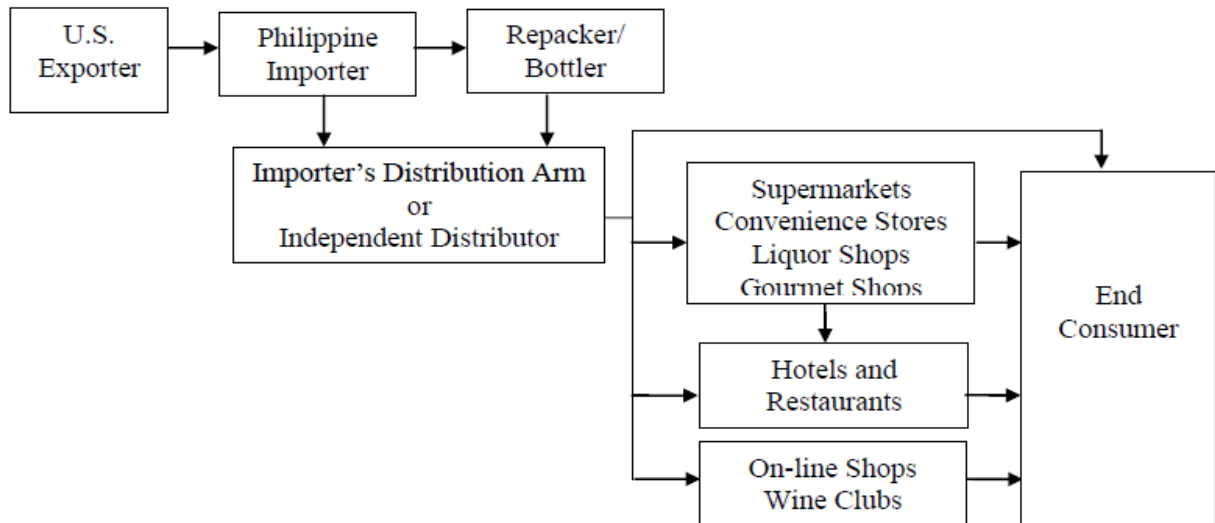 U.S.
Exporter
Philippine
Importer
Repacker/
Bottler
Importer’s Distribution Arm
or
Independent Distributor
Supermarkets
Convenience Stores
Liquor Shops
Gourmet Shops
End
Consumer
Hotels and
Restaurants
On-line Shops
Wine Clubs